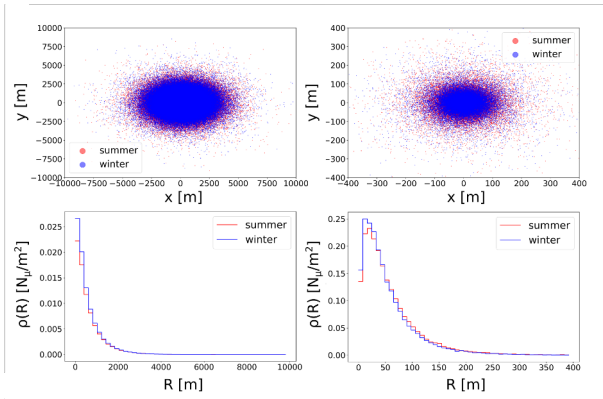 10000
7500
5000
2500
0
−2500
−5000
−7500
−10000
y [m]
summer
winter
−10000 −7500 −5000 −2500 0 2500 5000 7500 10000
x [m]
400
300
200
100
0
−100
−200
−300
−400
y [m]
summer
winter
−400 −300 −200 −100 0 100 200 300 400
x [m]
0.025
0.020
0.015
0.010
0.005
0.000
ρ(R) [Nμ/m²]
summer
winter
0 2000 4000 6000 8000 10000
R [m]
0.25
0.20
0.15
0.10
0.05
0.00
ρ(R) [Nμ/m²]
summer
winter
0 50 100 150 200 250 300 350 400
R [m]